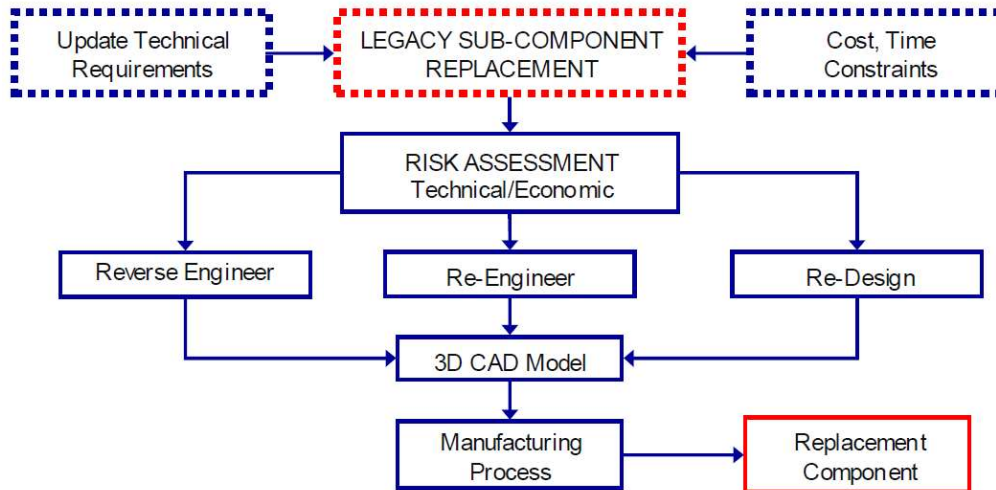 Update Technical
Requirements
LEGACY SUB-COMPONENT
REPLACEMENT
Cost, Time
Constraints
RISK ASSESSMENT
Technical/Economic
Reverse Engineer
Re-Engineer
Re-Design
3D CAD Model
Manufacturing
Process
Replacement
Component